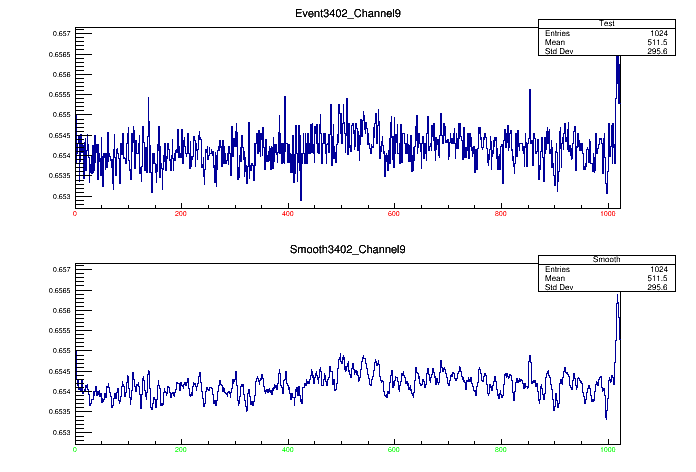 Event3402_Channel9
Test
Entries 1024
Mean 511.5
Std Dev 295.6
0.657
0.6565
0.656
0.6555
0.655
0.6545
0.654
0.6535
0.653
0 200 400 600 800 1000
Smooth3402_Channel9
Smooth
Entries 1024
Mean 511.5
Std Dev 295.6
0.657
0.6565
0.656
0.6555
0.655
0.6545
0.654
0.6535
0.653
0 200 400 600 800 1000